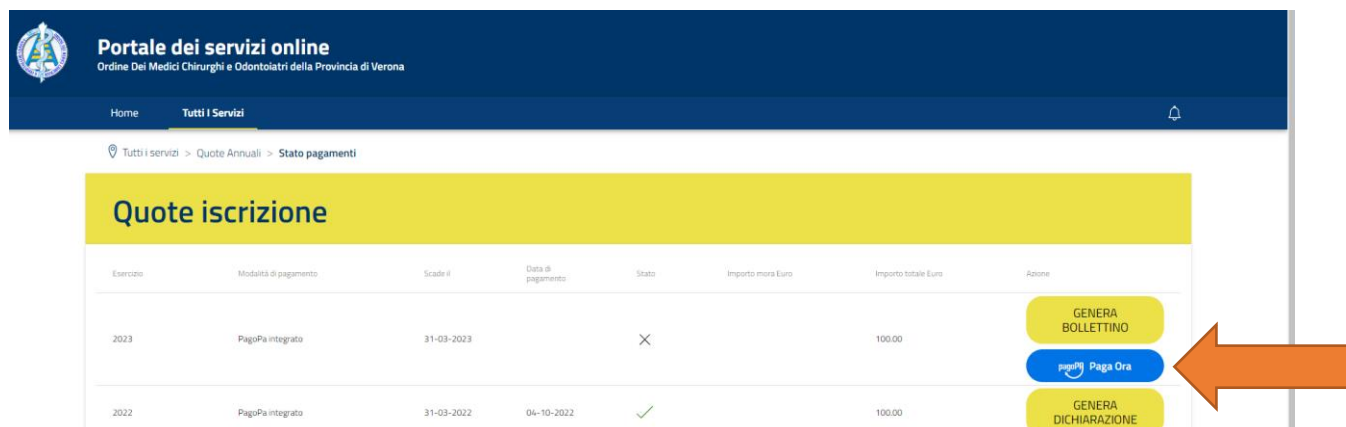 Portale dei servizi online
Ordine Dei Medici Chirurghi e Odontoiatri della Provincia di Verona
Home Tutti I Servizi
Tutti i servizi > Quote Annuali > Stato pagamenti
Quote iscrizione
Esercizio Modalità di pagamento Scade il Data di pagamento Stato Importo mora Euro Importo totale Euro Azione
2023 PagoPa integrato 31-03-2023 100.00
GENERA
BOLLETTINO
pagoPA Paga Ora
2022 PagoPa integrato 31-03-2022 04-10-2022 100.00
GENERA
DICHIARAZIONE